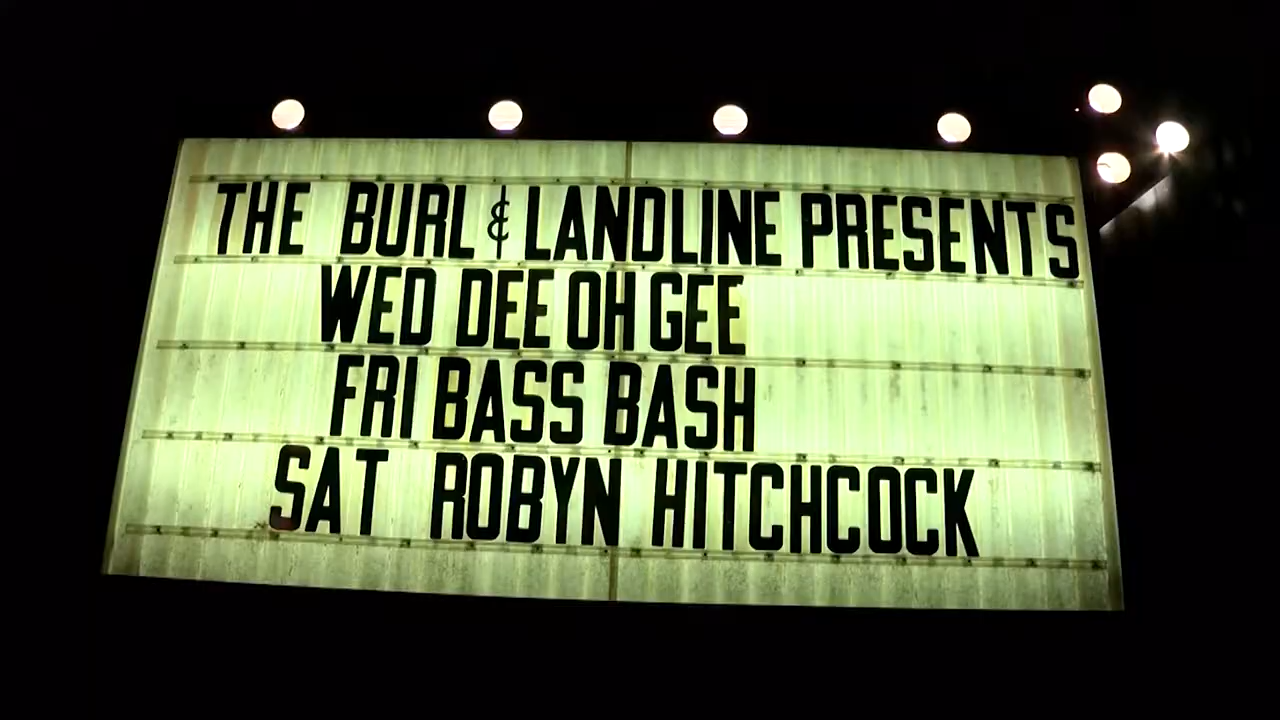 THE BURL & LANDLINE PRESENTS
WED DEE OH GEE
FRI BASS BASH
SAT ROBYN HITCHCOCK